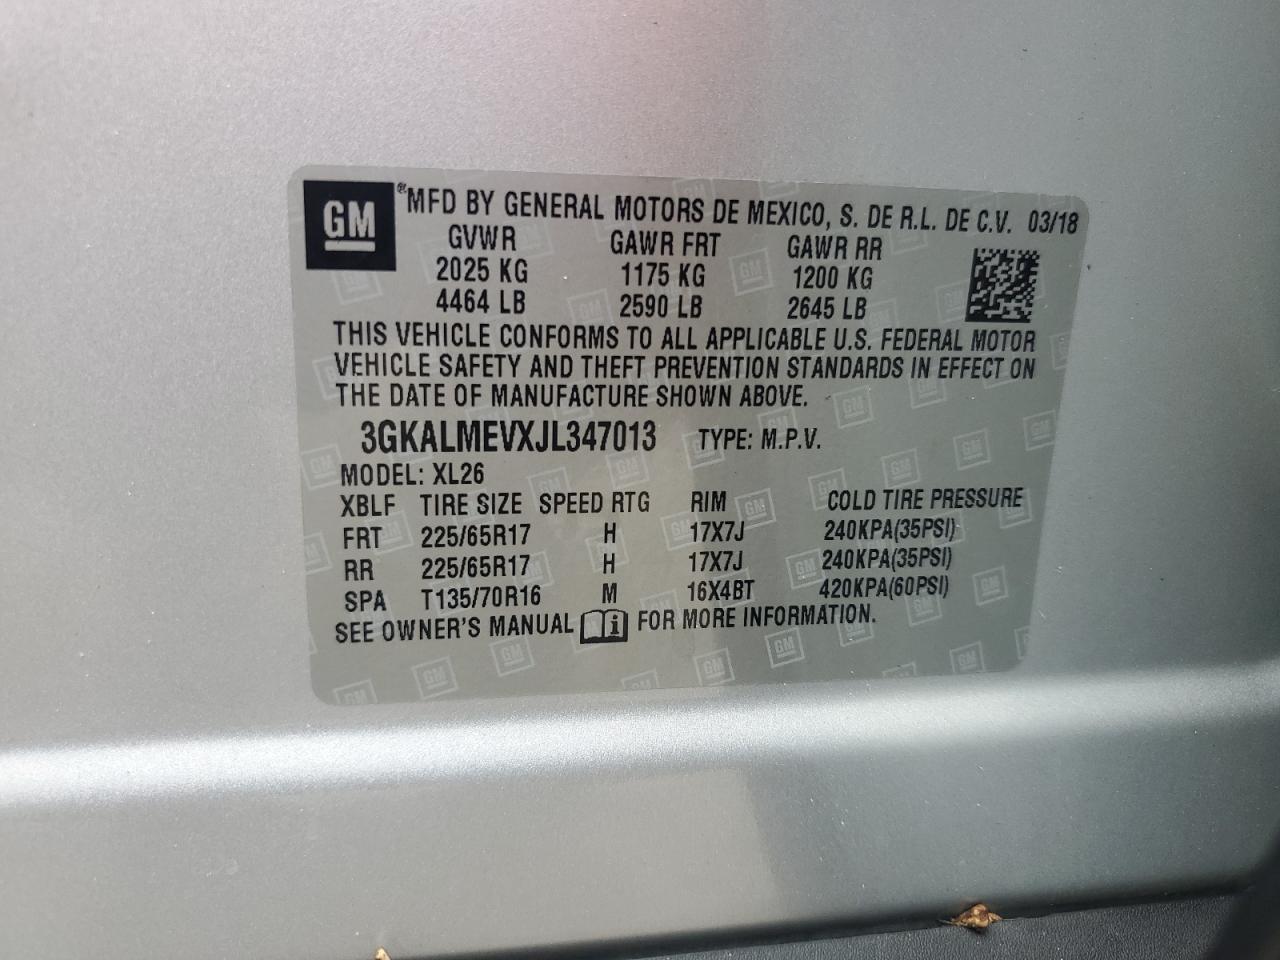 GM ® MFD BY GENERAL MOTORS DE MEXICO, S. DE R.L. DE C.V. 03/18
GVWR GAWR FRT GAWR RR
2025 KG 1175 KG 1200 KG
4464 LB 2590 LB 2645 LB
THIS VEHICLE CONFORMS TO ALL APPLICABLE U.S. FEDERAL MOTOR
VEHICLE SAFETY AND THEFT PREVENTION STANDARDS IN EFFECT ON
THE DATE OF MANUFACTURE SHOWN ABOVE.
3GKALMEVXJL347013 TYPE: M.P.V.
MODEL: XL26
XBLF TIRE SIZE SPEED RTG RIM COLD TIRE PRESSURE
FRT 225/65R17 H 17X7J 240KPA(35PSI)
RR 225/65R17 H 17X7J 240KPA(35PSI)
SPA T135/70R16 M 16X4BT 420KPA(60PSI)
SEE OWNER'S MANUAL i FOR MORE INFORMATION.